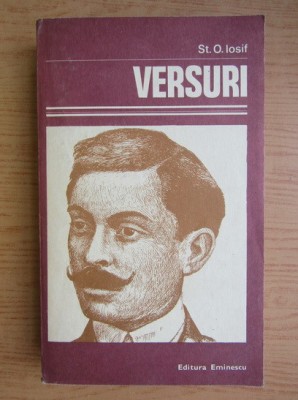 St. O. Iosif
VERSURI
Editura Eminescu